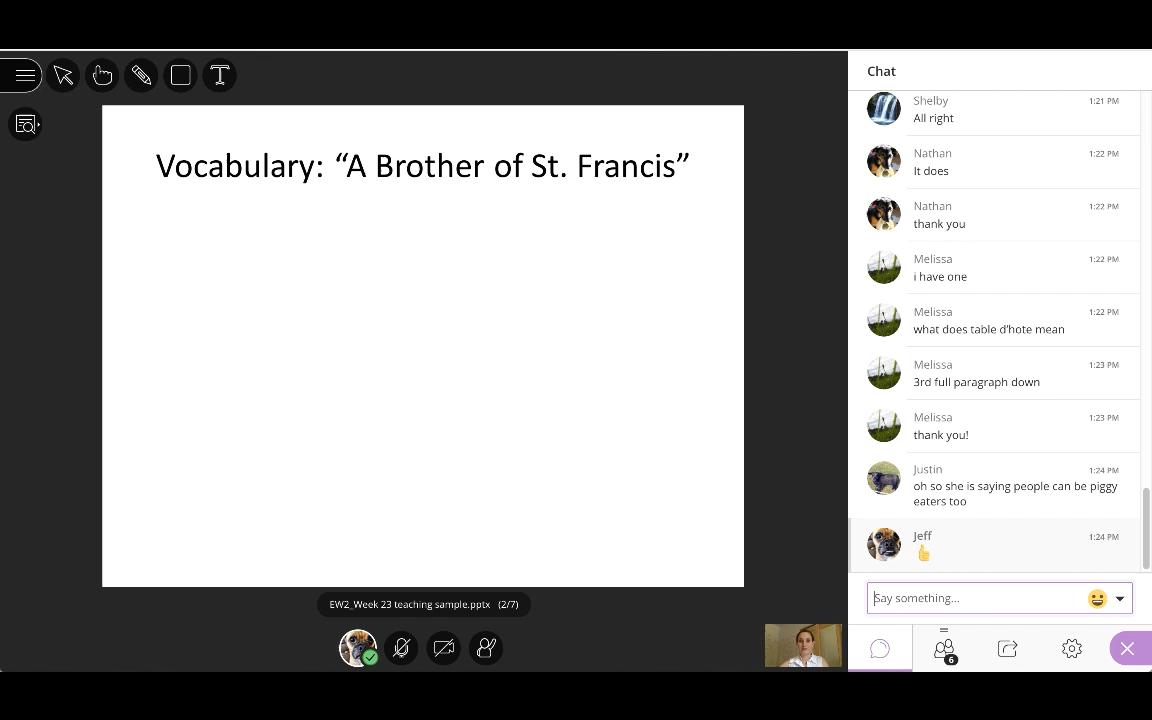 Chat
Shelby 1:21 PM
All right
Nathan 1:22 PM
It does
Nathan 1:22 PM
thank you
Melissa 1:22 PM
i have one
Melissa 1:22 PM
what does table d'hote mean
Melissa 1:23 PM
3rd full paragraph down
Melissa 1:23 PM
thank you!
Justin 1:24 PM
oh so she is saying people can be piggy
eaters too
Jeff 1:24 PM
Say something...
6
T
Vocabulary: “A Brother of St. Francis”
EW2_Week 23 teaching sample.pptx (2/7)